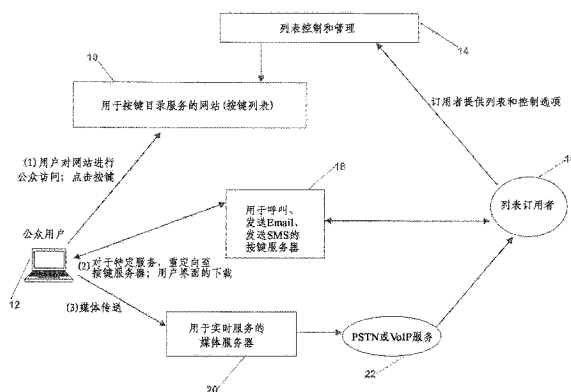 列表控制和管理
14
10
用于按键目录服务的网站(按键列表)
订用者提供列表和控制选项
(1)用户对网站进行
公众访问；点击按键
18
16
用于呼叫、
发送Email、
发送SMS的
按键服务器
列表订用者
公众用户
12
(2)对于特定服务，重定向至
按键服务器；用户界面的下载
(3)媒体传送
用于实时服务的
媒体服务器
20
PSTN或VoIP服务
22